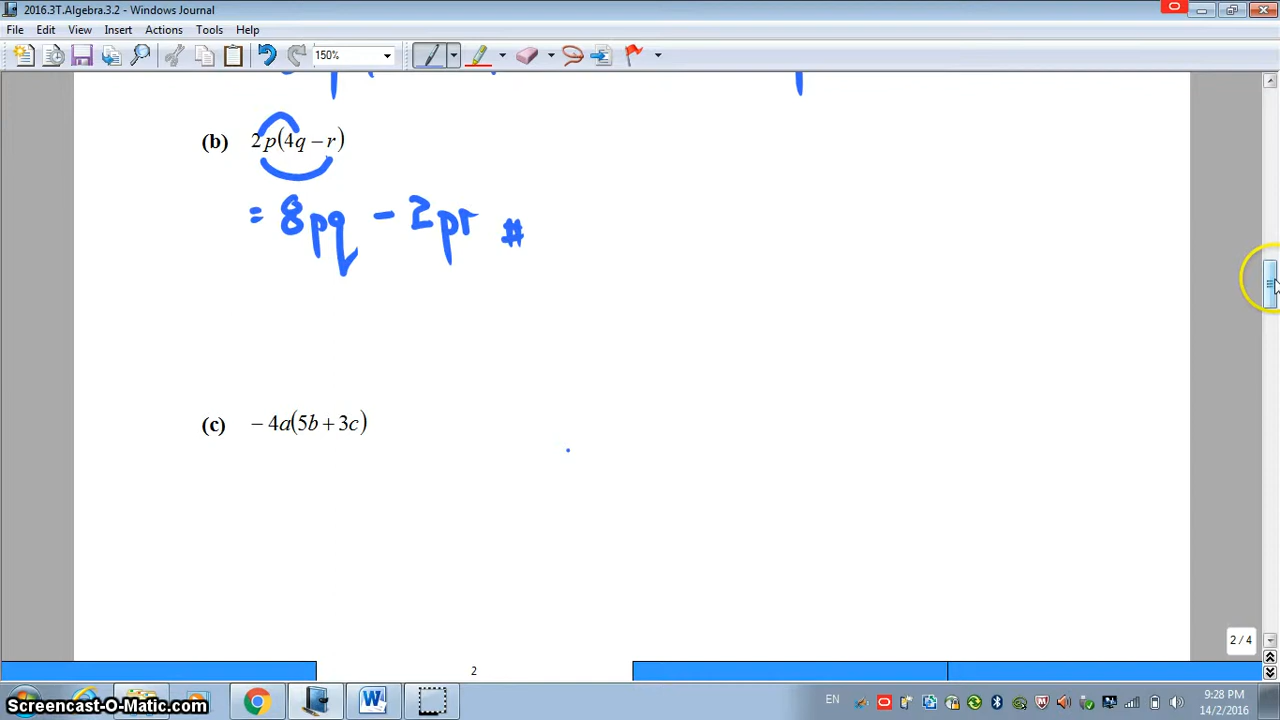 2016.3T.Algebra.3.2 - Windows Journal
File Edit View Insert Actions Tools Help
150%
(b) 2p(4q − r)
= 8pq − 2pr #
(c) − 4a(5b + 3c)
2 / 4
2
EN 9:28 PM
14/2/2016
Screencast-O-Matic.com